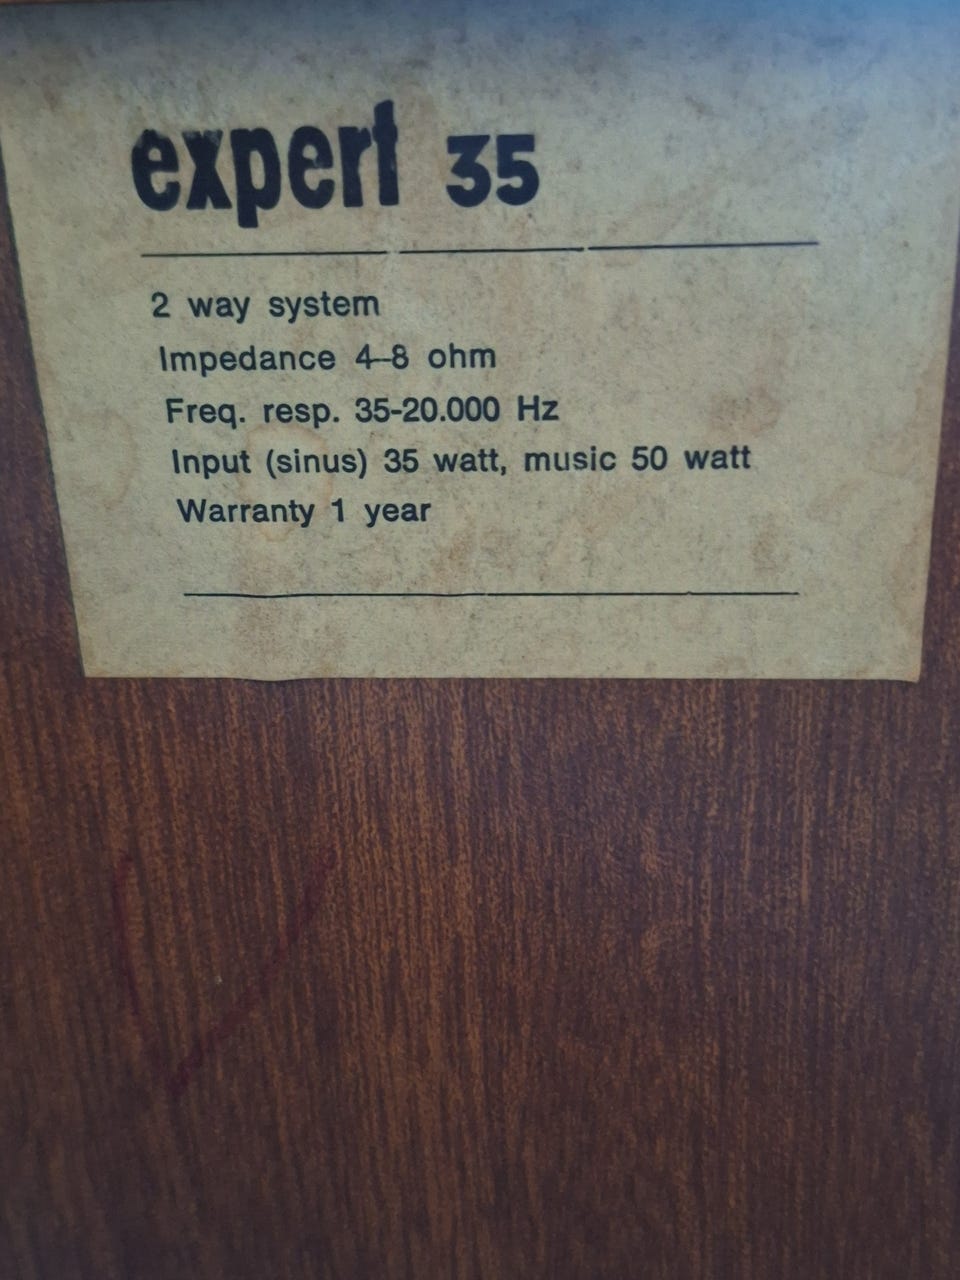 expert 35
2 way system
Impedance 4-8 ohm
Freq. resp. 35-20.000 Hz
Input (sinus) 35 watt, music 50 watt
Warranty 1 year